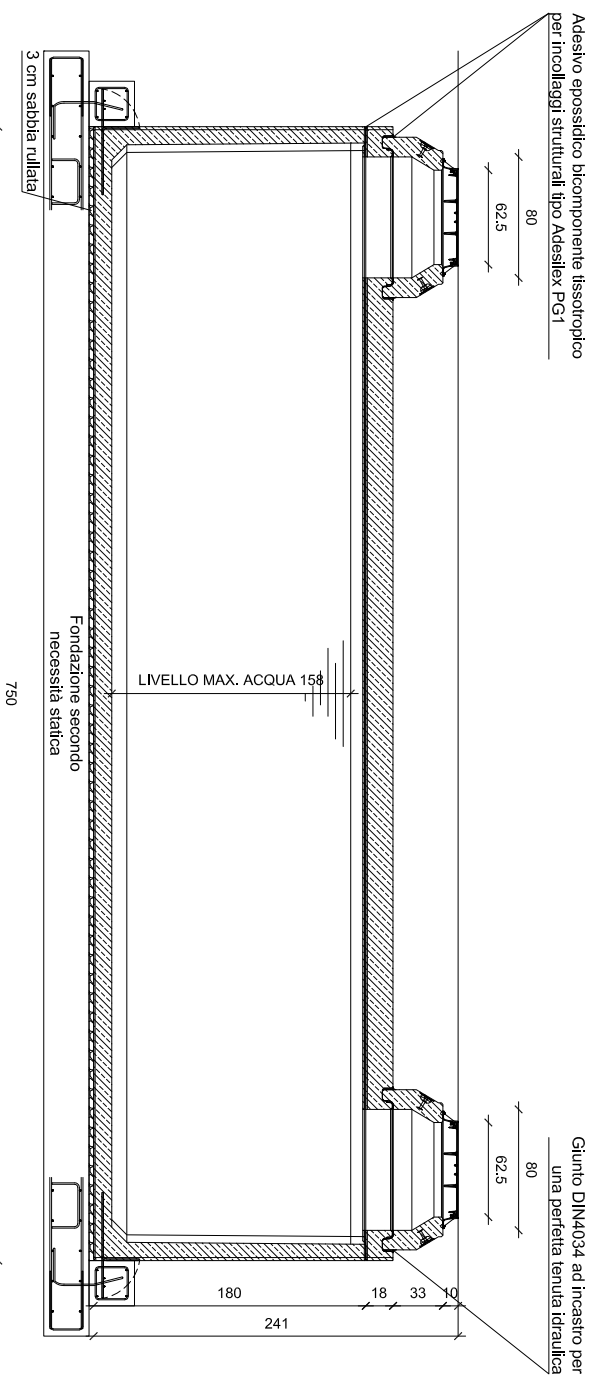 Adesivo epossidico bicomponente tissotropico
per incollaggi strutturali tipo Adesilex PG1
Giunto DIN4034 ad incastro per
una perfetta tenuta idraulica
80
62.5
80
62.5
10
33
18
180
241
LIVELLO MAX. ACQUA 158
3 cm sabbia rullata
Fondazione secondo
necessità statica
750